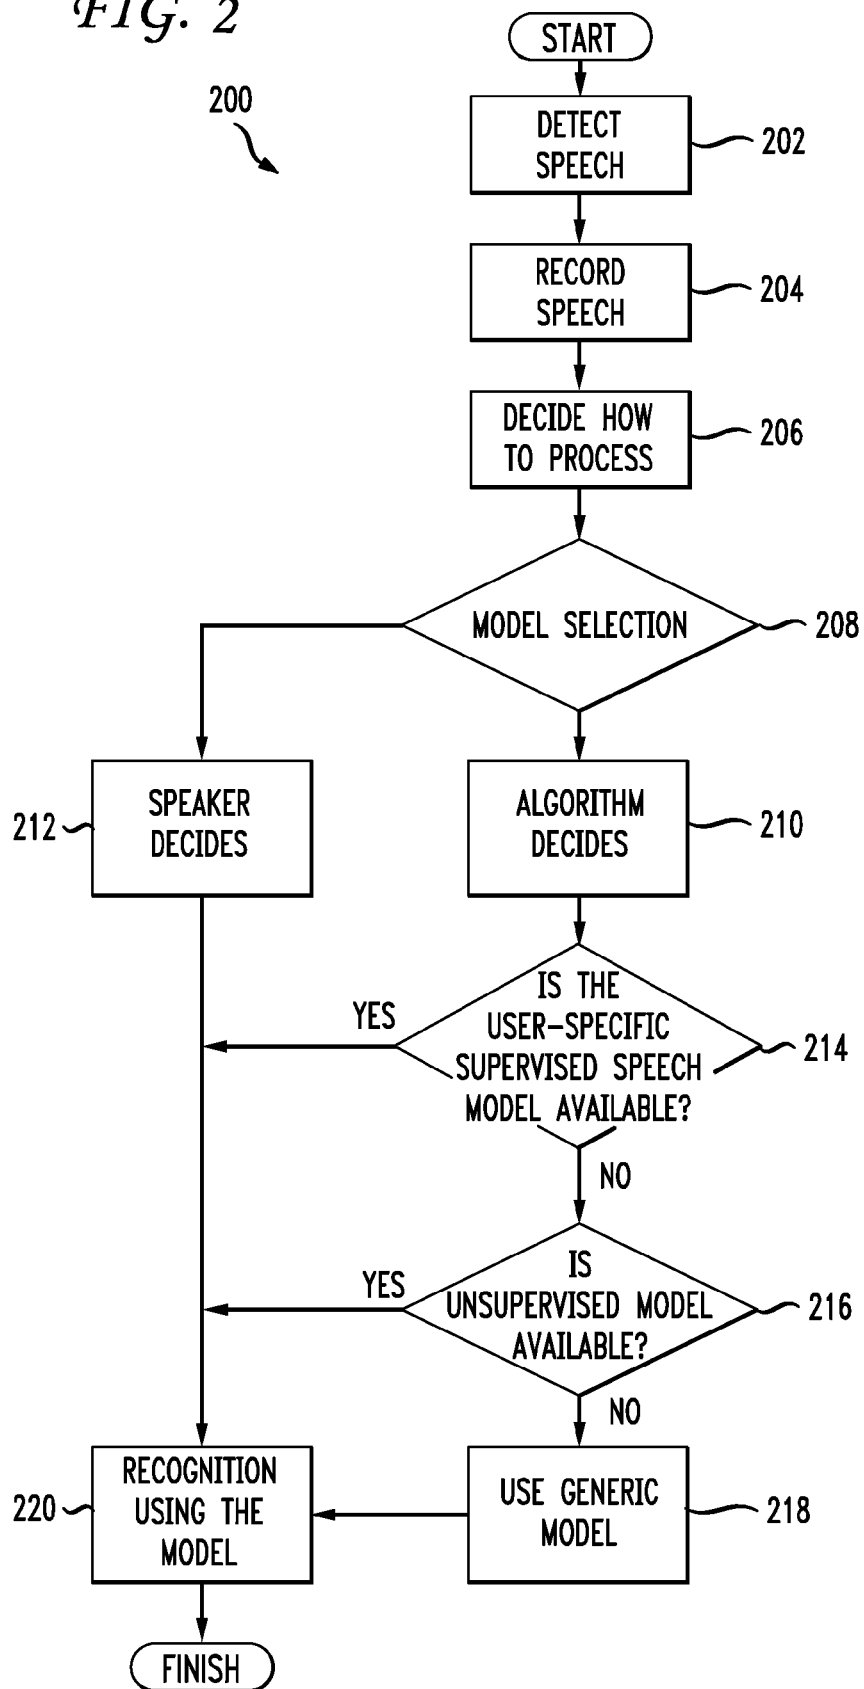 FIG. 2
START
200
DETECT
SPEECH
202
RECORD
SPEECH
204
DECIDE HOW
TO PROCESS
206
MODEL SELECTION
208
SPEAKER
DECIDES
212
ALGORITHM
DECIDES
210
IS THE
USER-SPECIFIC
SUPERVISED SPEECH
MODEL AVAILABLE?
YES
214
NO
IS
UNSUPERVISED MODEL
AVAILABLE?
YES
216
NO
RECOGNITION
USING THE
MODEL
220
USE GENERIC
MODEL
218
FINISH